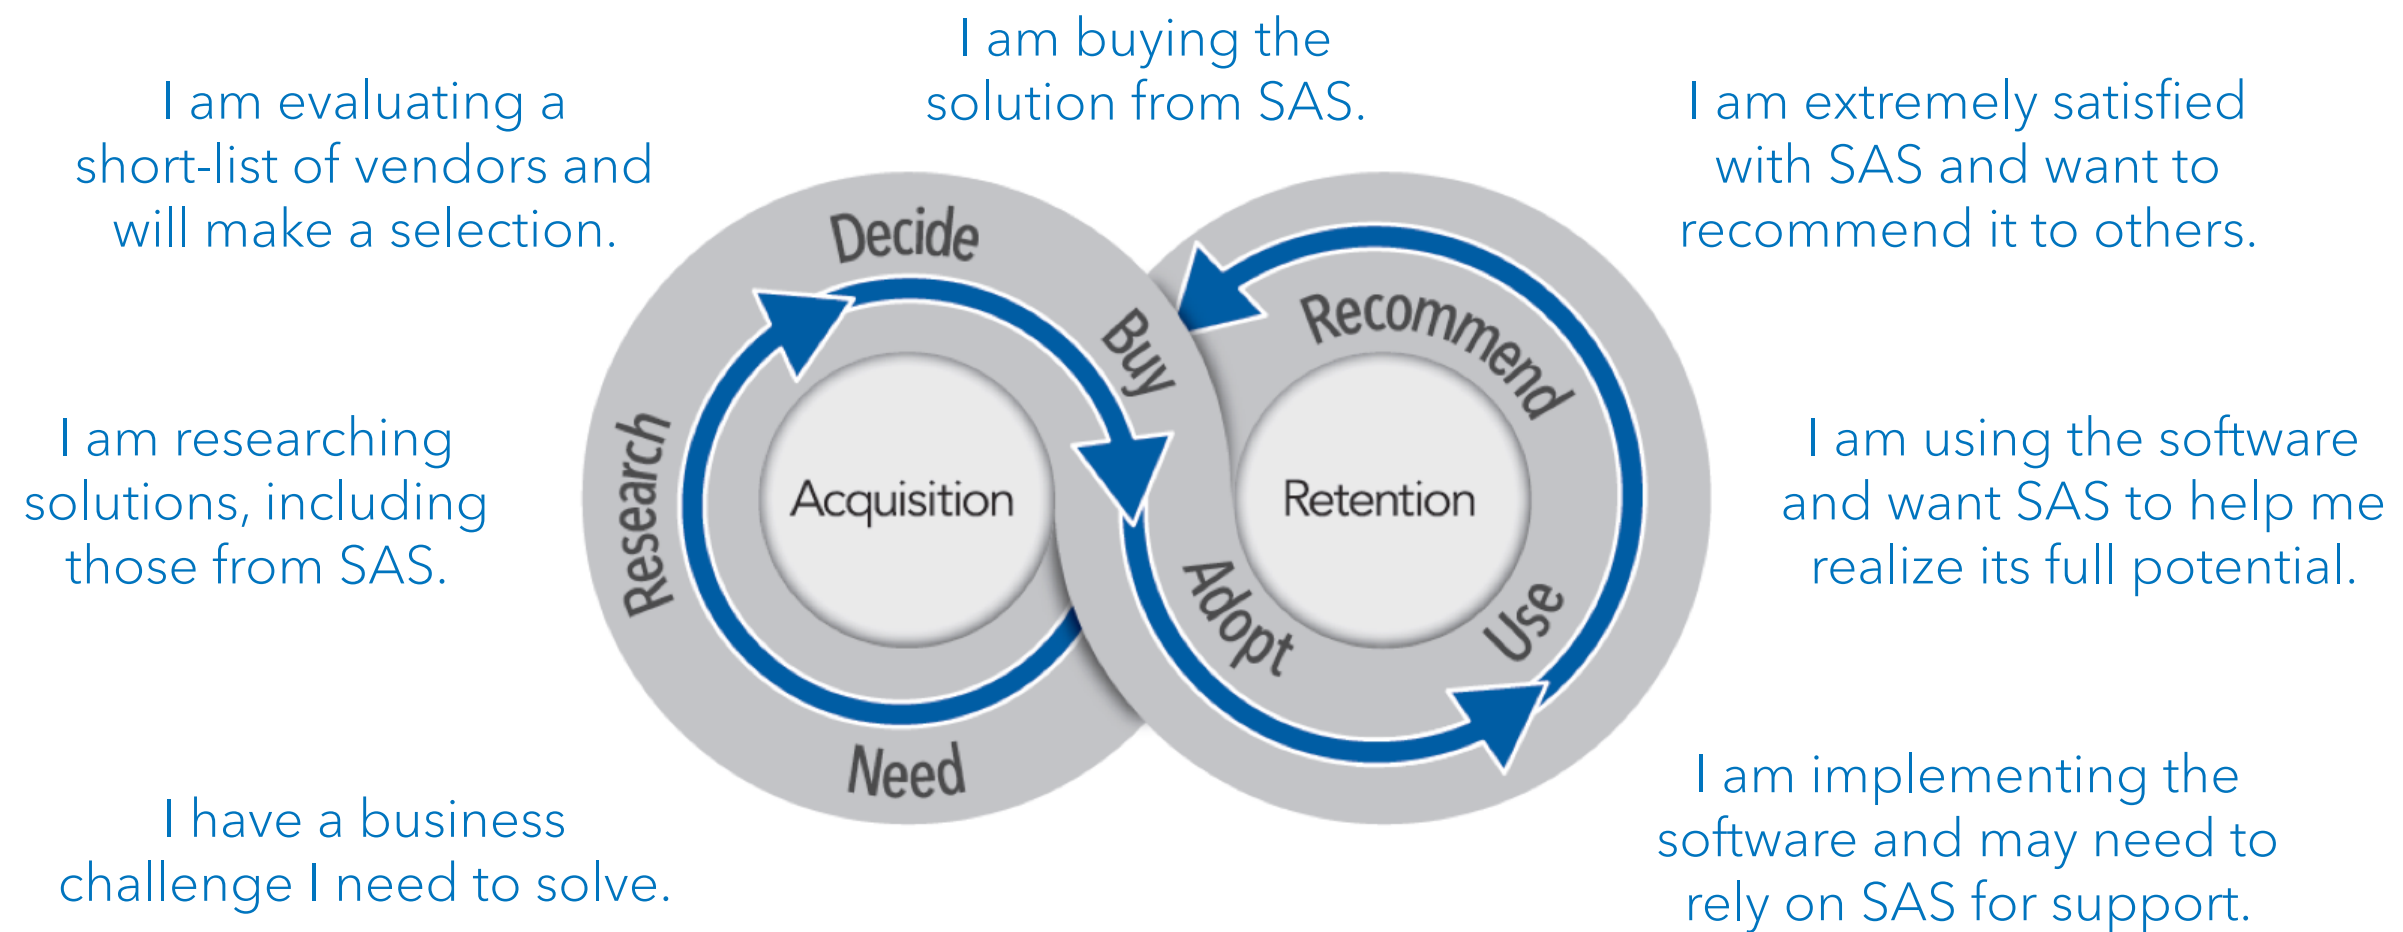 I am buying the
solution from SAS.
I am evaluating a
short-list of vendors and
will make a selection.
I am extremely satisfied
with SAS and want to
recommend it to others.
Decide
Buy
Recommend
I am researching
solutions, including
those from SAS.
Research
Acquisition
Retention
I am using the software
and want SAS to help me
realize its full potential.
Adopt
Use
Need
I have a business
challenge I need to solve.
I am implementing the
software and may need to
rely on SAS for support.